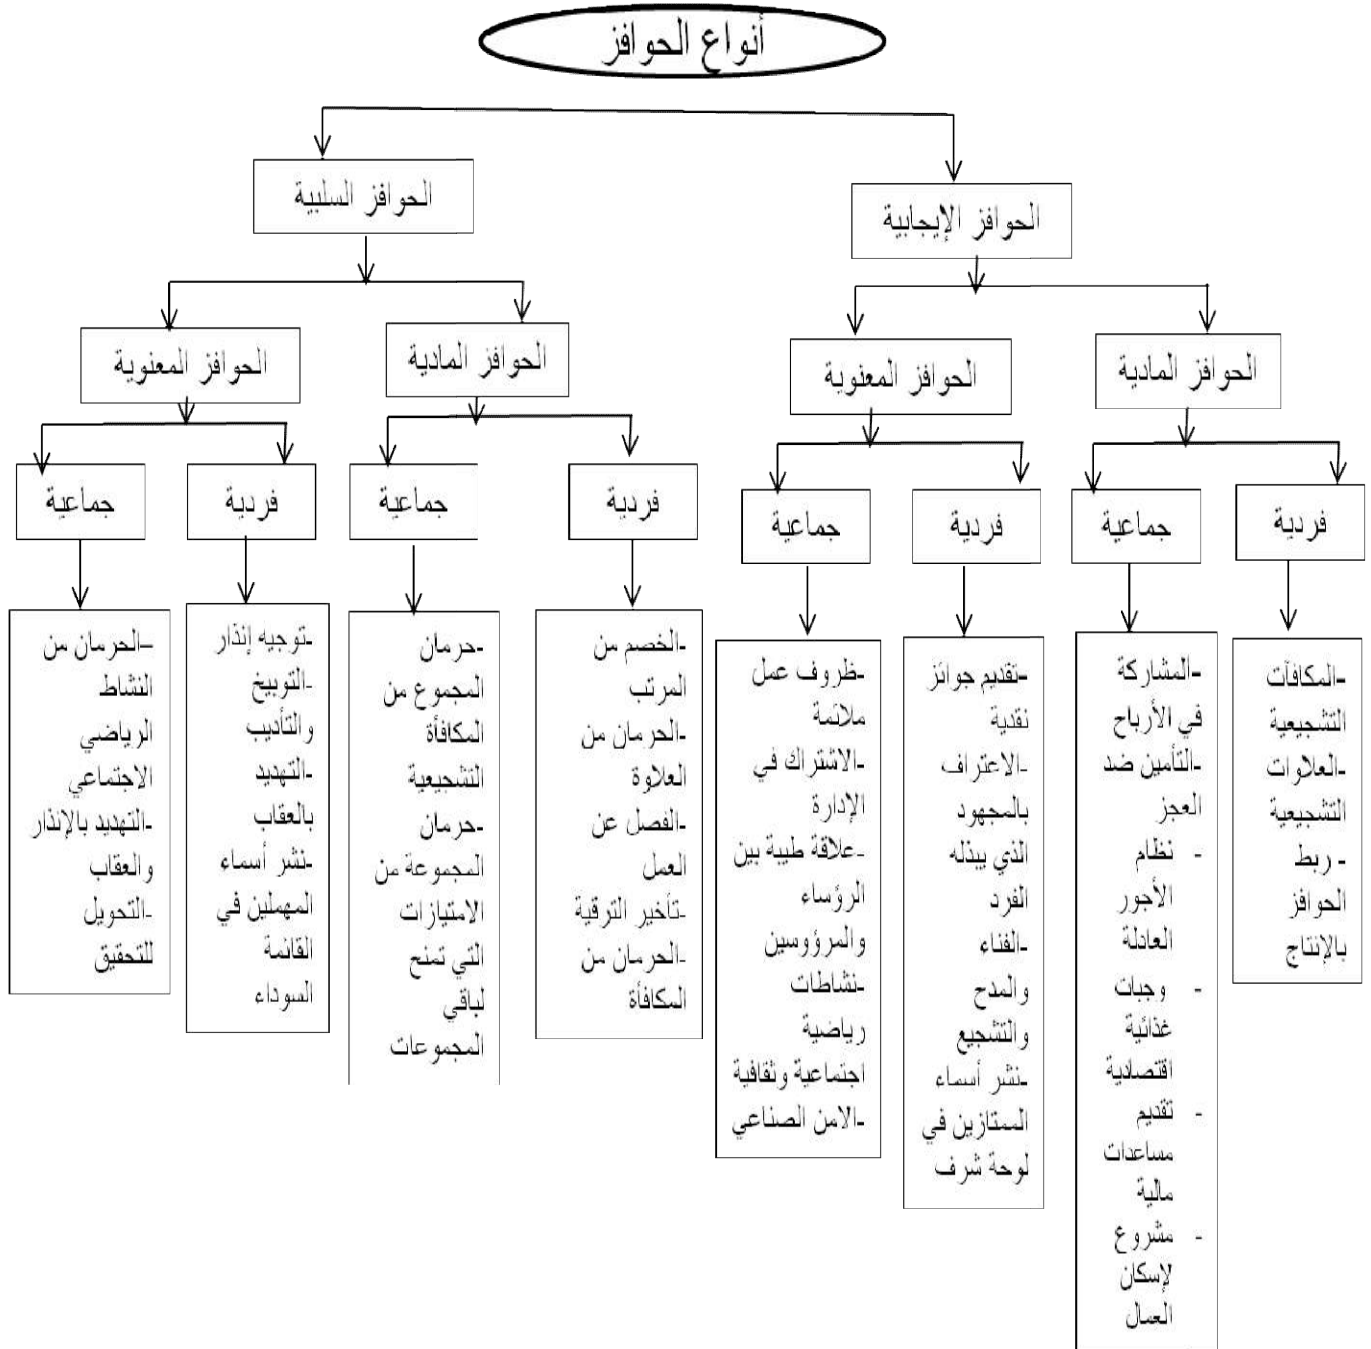 أنواع الحوافز
الحوافز الإيجابية
الحوافز السلبية
الحوافز المادية
الحوافز المعنوية
الحوافز المادية
الحوافز المعنوية
فردية
جماعية
فردية
جماعية
فردية
جماعية
فردية
جماعية
-المكافآت
التشجيعية
-العلاوات
التشجيعية
- ربط
الحوافز
بالإنتاج
-المشاركة
في الأرباح
-التأمين ضد
العجز
- نظام
الأجور
العادلة
- وجبات
غذائية
اقتصادية
- تقديم
مساعدات
مالية
- مشروع
لإسكان
العمال
-تقديم جوائز
نقدية
-الاعتراف
بالمجهود
الذي يبذله
الفرد
-الفناء
والمدح
والتشجيع
-نشر أسماء
الممتازين في
لوحة شرف
-ظروف عمل
ملائمة
-الاشتراك في
الإدارة
-علاقة طيبة بين
الرؤساء
والمرؤوسين
-نشاطات
رياضية
اجتماعية وثقافية
-الامن الصناعي
-الخصم من
المرتب
-الحرمان من
العلاوة
-الفصل عن
العمل
-تأخير الترقية
-الحرمان من
المكافأة
-حرمان
المجموع من
المكافأة
التشجيعية
-حرمان
المجموعة من
الامتيازات
التي تمنح
لباقي
المجموعات
-توجيه إنذار
-التوبيخ
والتأديب
-التهديد
بالعقاب
-نشر أسماء
المهملين في
القائمة
السوداء
–الحرمان من
النشاط
الرياضي
الاجتماعي
-التهديد بالإنذار
والعقاب
-التحويل
للتحقيق